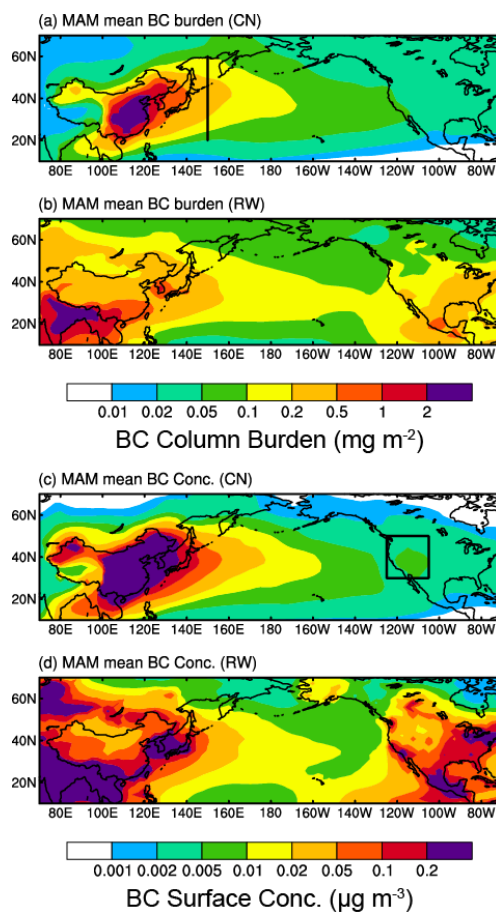 (a) MAM mean BC burden (CN)
60N
40N
20N
80E 100E 120E 140E 160E 180 160W 140W 120W 100W 80W
(b) MAM mean BC burden (RW)
60N
40N
20N
80E 100E 120E 140E 160E 180 160W 140W 120W 100W 80W
0.01 0.02 0.05 0.1 0.2 0.5 1 2
BC Column Burden (mg m⁻²)
(c) MAM mean BC Conc. (CN)
60N
40N
20N
80E 100E 120E 140E 160E 180 160W 140W 120W 100W 80W
(d) MAM mean BC Conc. (RW)
60N
40N
20N
80E 100E 120E 140E 160E 180 160W 140W 120W 100W 80W
0.001 0.002 0.005 0.01 0.02 0.05 0.1 0.2
BC Surface Conc. (μg m⁻³)